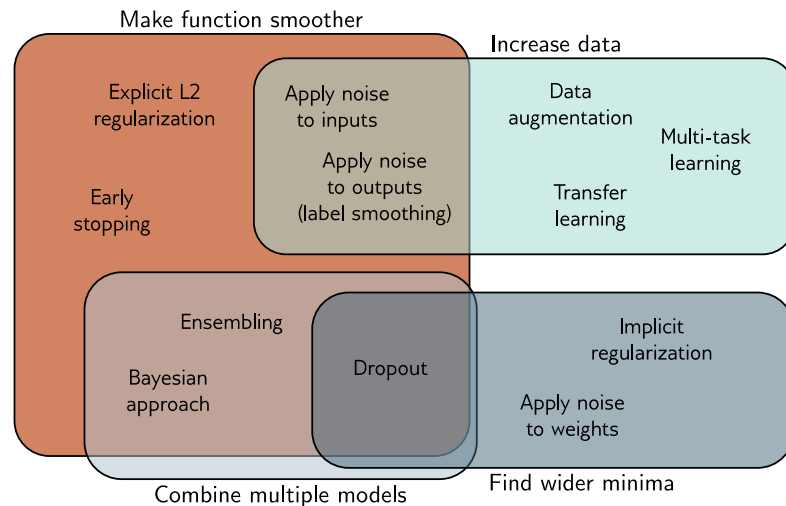 Make function smoother
Increase data
Explicit L2
regularization
Apply noise
to inputs
Data
augmentation
Multi-task
learning
Early
stopping
Apply noise
to outputs
(label smoothing)
Transfer
learning
Ensembling
Bayesian
approach
Dropout
Implicit
regularization
Apply noise
to weights
Combine multiple models
Find wider minima